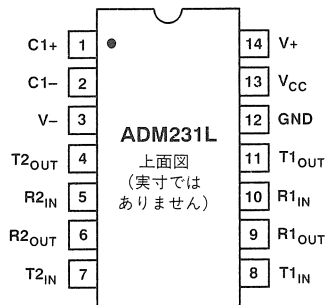 C1+ 1
C1– 2
V– 3
T2OUT 4
R2IN 5
R2OUT 6
T2IN 7
ADM231L
上面図
(実寸では
ありません)
14 V+
13 VCC
12 GND
11 T1OUT
10 R1IN
9 R1OUT
8 T1IN